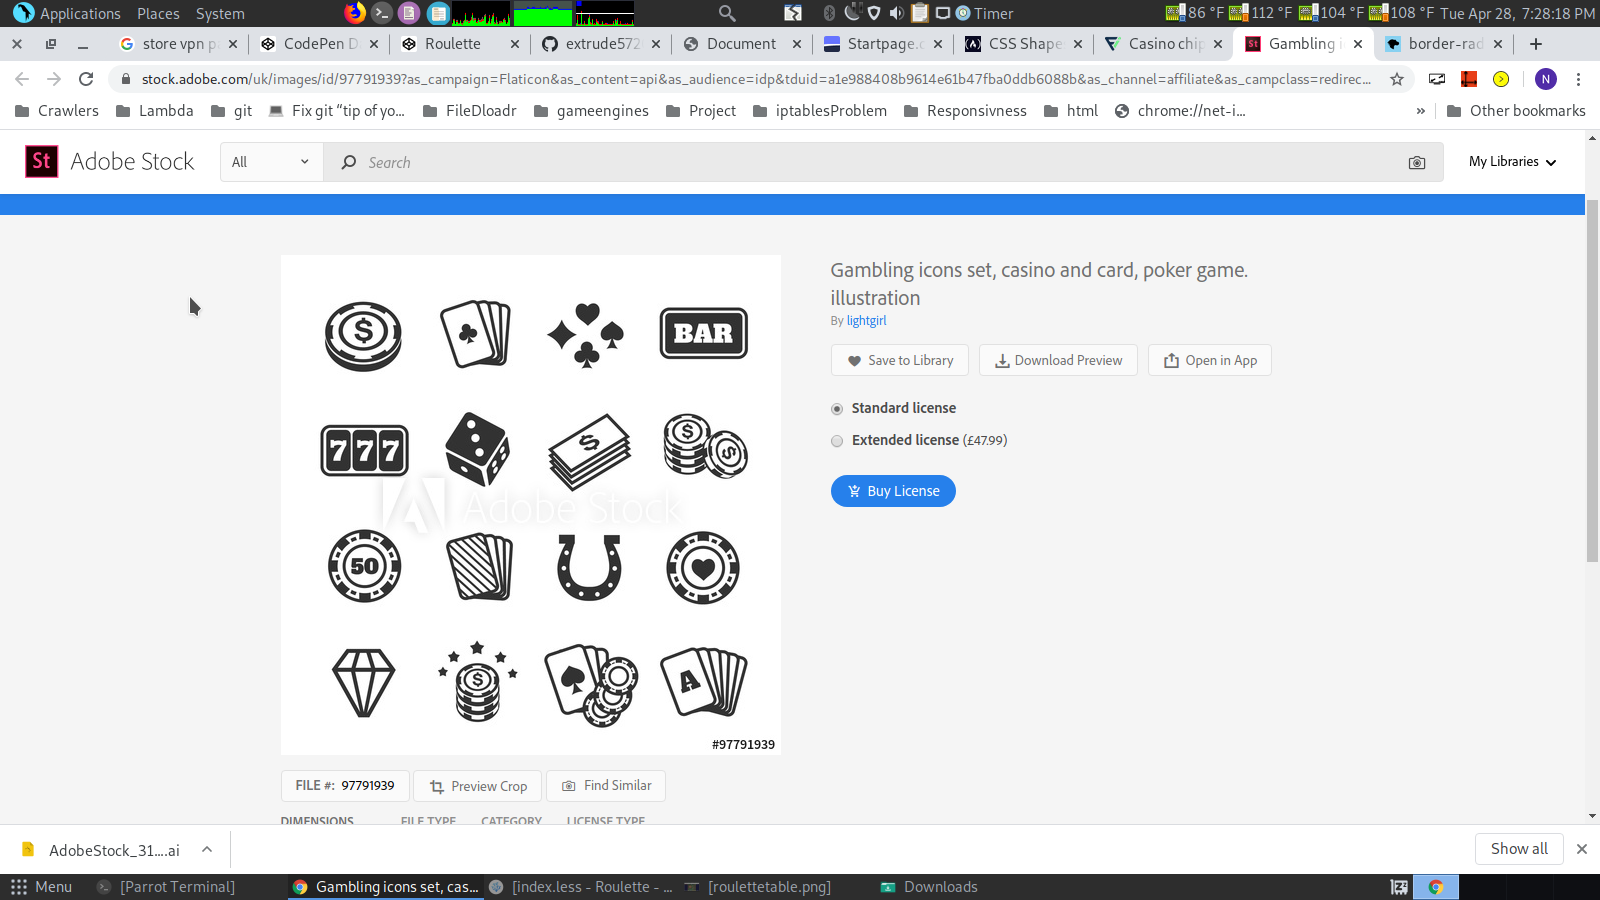 Applications Places System Timer 86 °F 112 °F 104 °F 108 °F Tue Apr 28, 7:28:18 PM
store vpn p CodePen D Roulette extrude572 Document Startpage.c CSS Shape Casino chip Gambling i border-rad
stock.adobe.com/uk/images/id/97791939?as_campaign=Flaticon&as_content=api&as_audience=idp&tduid=a1e988408b9614e61b47fba0ddb6088b&as_channel=affiliate&as_campclass=redirec... N
Crawlers Lambda git Fix git “tip of yo... FileDloadr gameengines Project iptablesProblem Responsivness html chrome://net-i... » Other bookmarks
St Adobe Stock All Search My Libraries
Gambling icons set, casino and card, poker game.
illustration
By lightgirl
Save to Library Download Preview Open in App
Standard license
Extended license (£47.99)
Buy License
$ BAR
777 $ $ $
Adobe Stock
50
$ A
#97791939
FILE #: 97791939 Preview Crop Find Similar
DIMENSIONS FILE TYPE CATEGORY LICENSE TYPE
AdobeStock_31....ai Show all
Menu [Parrot Terminal] Gambling icons set, cas... [index.less - Roulette - ... [roulettetable.png] Downloads